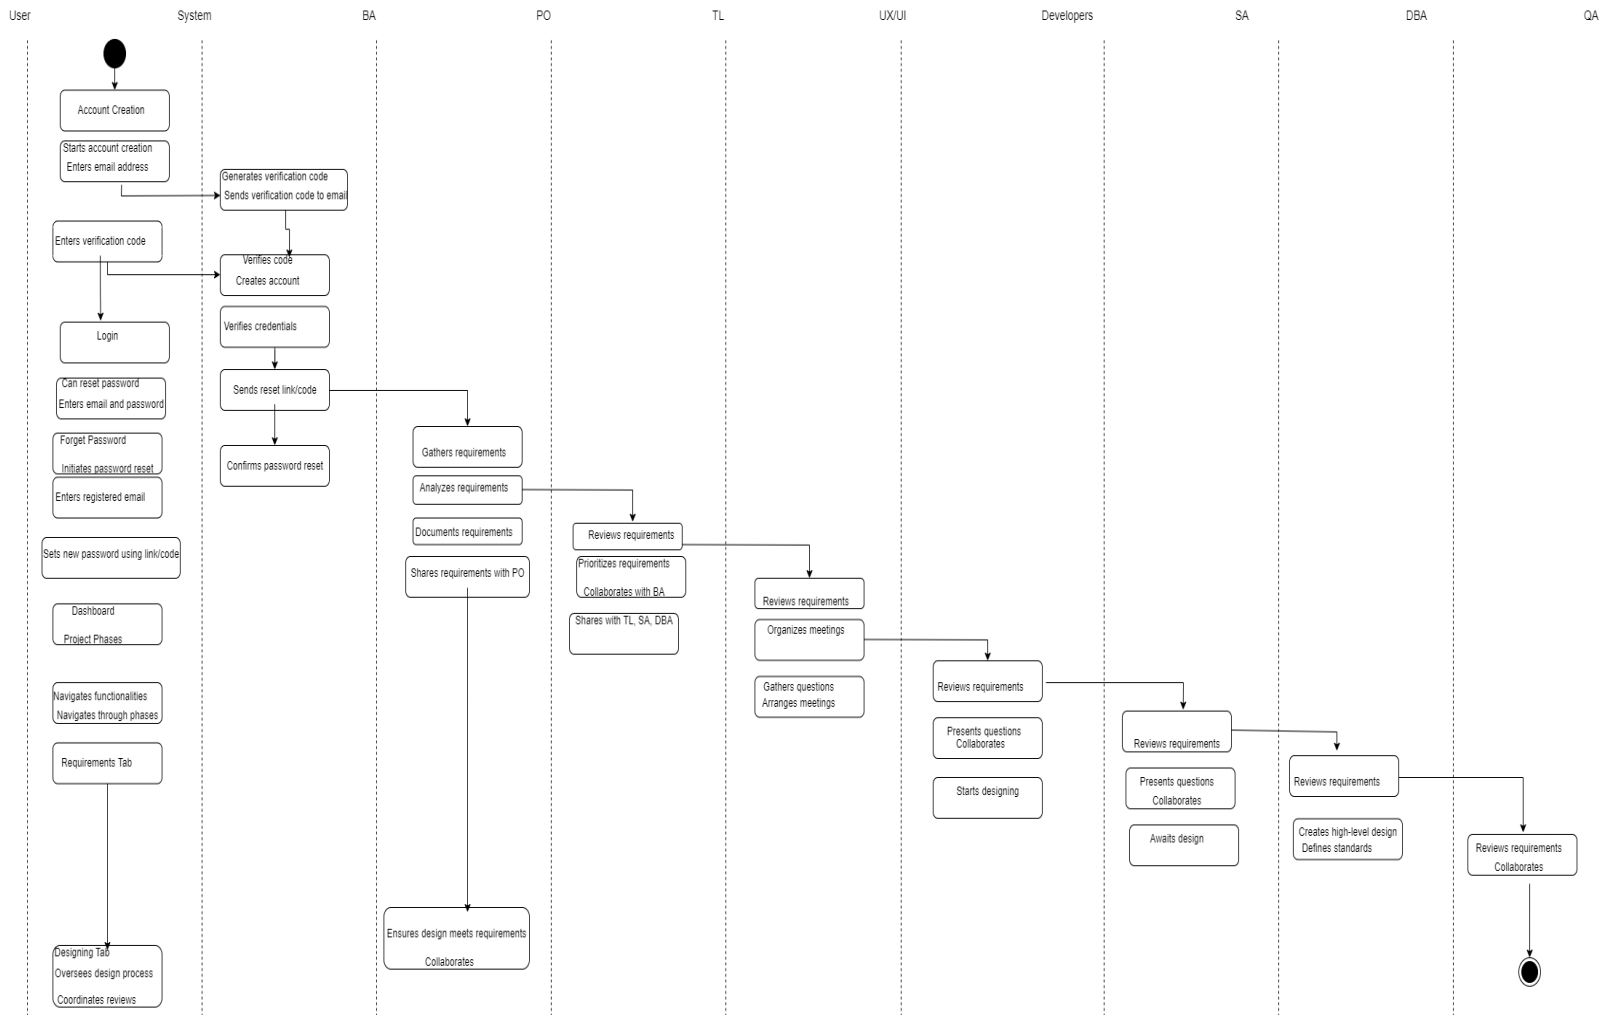 User
System
BA
PO
TL
UX/UI
Developers
SA
DBA
QA
Account Creation
Starts account creation
Enters email address
Enters verification code
Login
Can reset password
Enters email and password
Forget Password
Initiates password reset
Enters registered email
Sets new password using link/code
Dashboard
Project Phases
Navigates functionalities
Navigates through phases
Requirements Tab
Designing Tab
Oversees design process
Coordinates reviews
Generates verification code
Sends verification code to email
Verifies code
Creates account
Verifies credentials
Sends reset link/code
Confirms password reset
Gathers requirements
Analyzes requirements
Documents requirements
Shares requirements with PO
Ensures design meets requirements
Collaborates
Reviews requirements
Prioritizes requirements
Collaborates with BA
Shares with TL, SA, DBA
Reviews requirements
Organizes meetings
Gathers questions
Arranges meetings
Reviews requirements
Presents questions
Collaborates
Starts designing
Reviews requirements
Presents questions
Collaborates
Awaits design
Reviews requirements
Creates high-level design
Defines standards
Reviews requirements
Collaborates